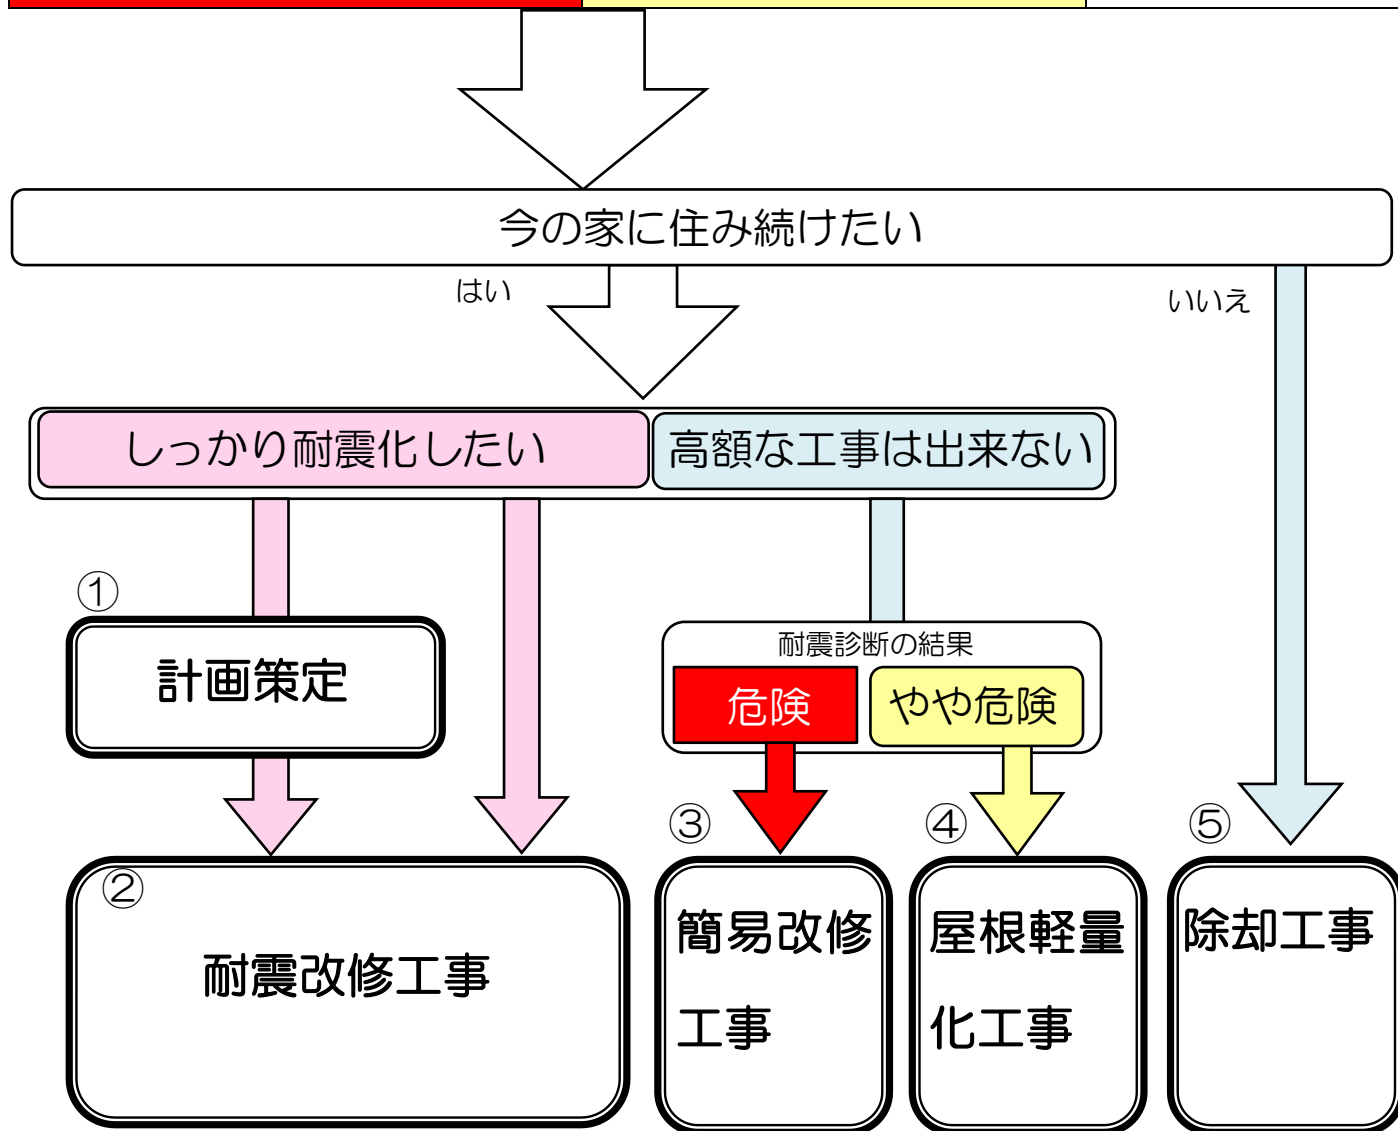 今の家に住み続けたい
はい
いいえ
しっかり耐震化したい
高額な工事は出来ない
①
計画策定
耐震診断の結果
危険
やや危険
②
耐震改修工事
③
簡易改修
工事
④
屋根軽量
化工事
⑤
除却工事